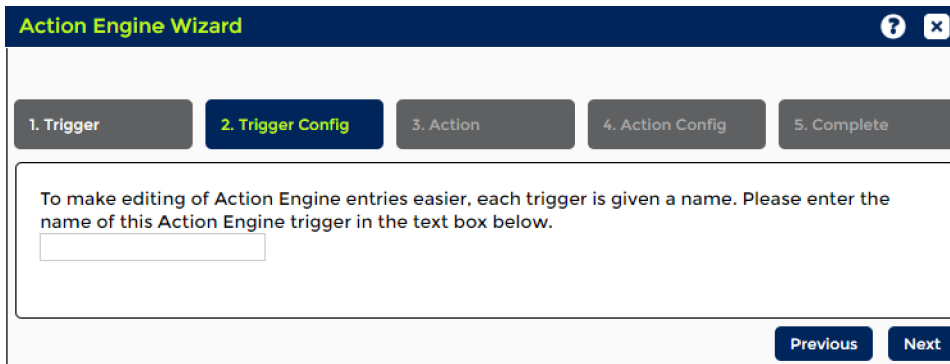 Action Engine Wizard
?
x
1. Trigger
2. Trigger Config
3. Action
4. Action Config
5. Complete
To make editing of Action Engine entries easier, each trigger is given a name. Please enter the
name of this Action Engine trigger in the text box below.
Previous
Next